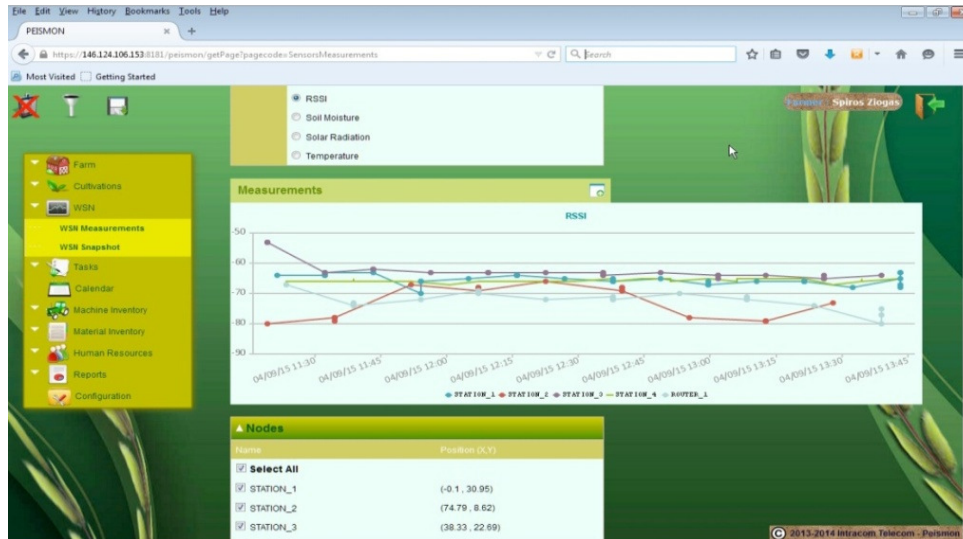 File Edit View History Bookmarks Tools Help
PEISMON × +
https://146.124.106.153:8181/peismon/getPage?pagecode=SensorsMeasurements Search
Most Visited Getting Started
Farmer : Spiros Ziogas
RSSI
Soil Moisture
Solar Radiation
Temperature
Farm
Cultivations
WSN
WSN Measurements
WSN Snapshot
Tasks
Calendar
Machine Inventory
Material Inventory
Human Resources
Reports
Configuration
Measurements
RSSI
-50
-60
-70
-80
-90
04/09/15 11:30 04/09/15 11:45 04/09/15 12:00 04/09/15 12:15 04/09/15 12:30 04/09/15 12:45 04/09/15 13:00 04/09/15 13:15 04/09/15 13:30 04/09/15 13:45
STATION_1 STATION_2 STATION_3 STATION_4 ROUTER_1
Nodes
Name Position (X,Y)
Select All
STATION_1 (-0.1 , 30.95)
STATION_2 (74.79 , 8.62)
STATION_3 (38.33 , 22.69)
© 2013-2014 Intracom Telecom - Peismon